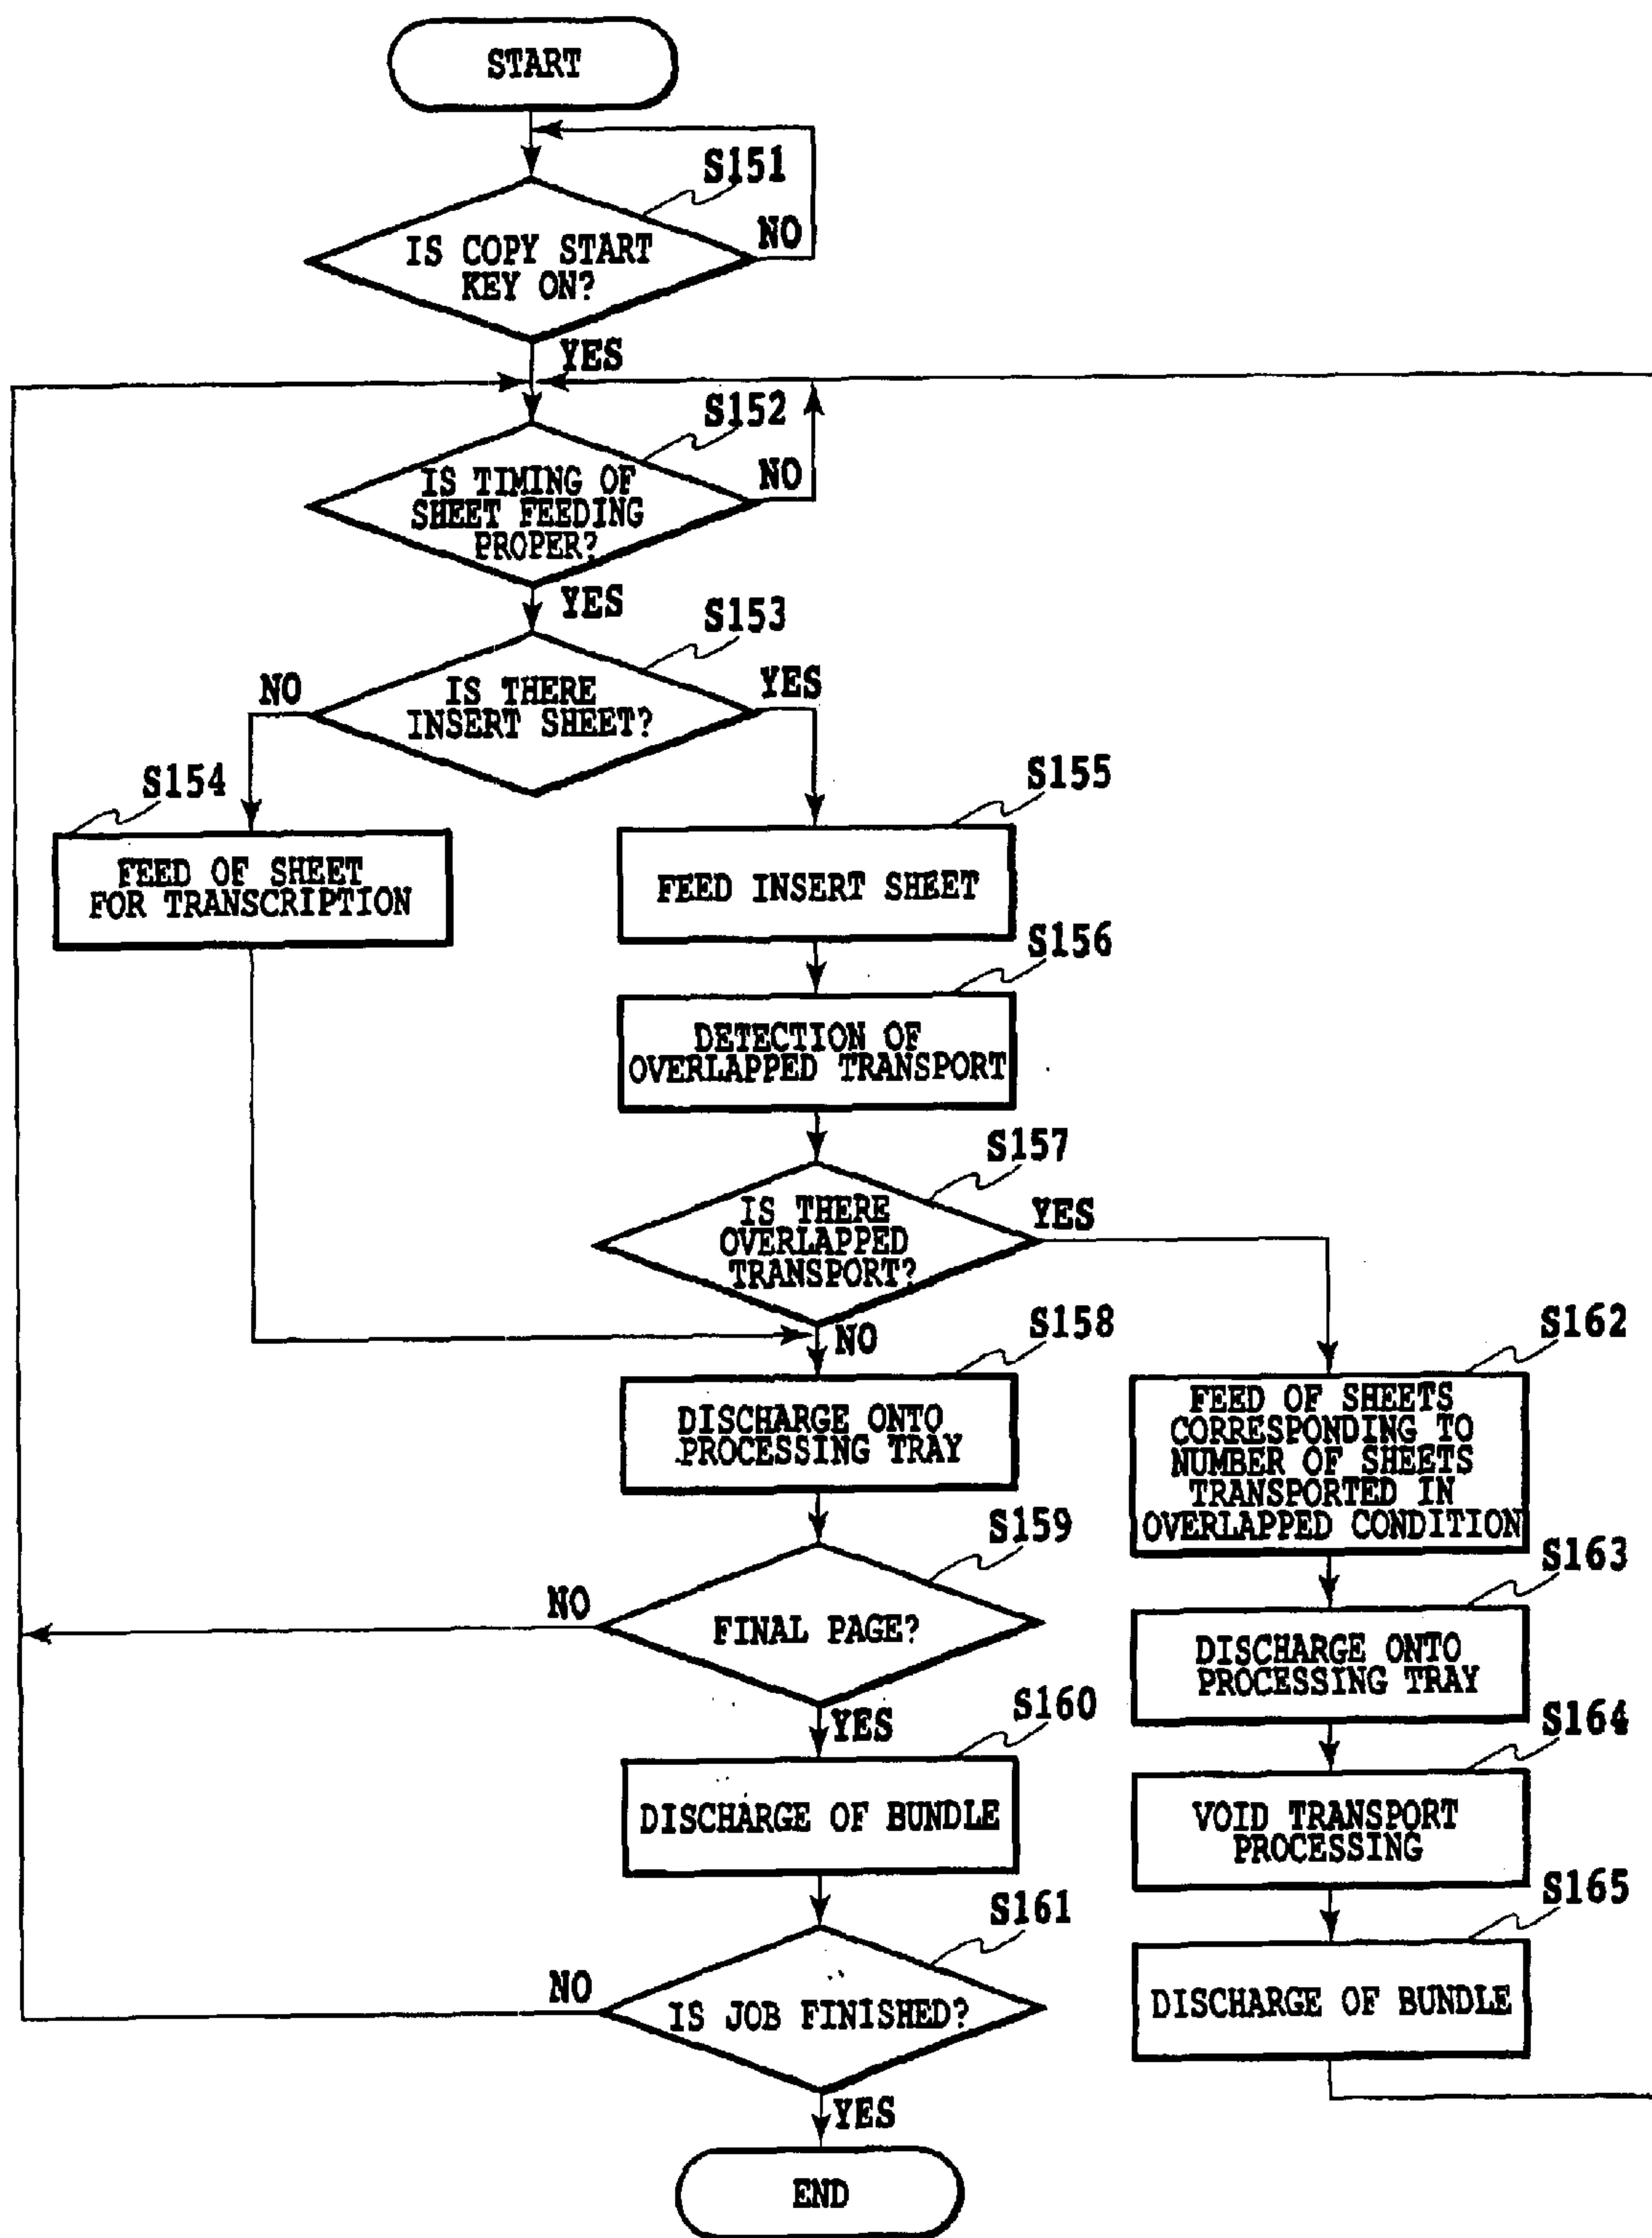 START
S151
IS COPY START
KEY ON?
NO
YES
S152
IS TIMING OF
SHEET FEEDING
PROPER?
NO
YES
S153
IS THERE
INSERT SHEET?
NO
YES
S154
FEED OF SHEET
FOR TRANSCRIPTION
S155
FEED INSERT SHEET
S156
DETECTION OF
OVERLAPPED TRANSPORT
S157
IS THERE
OVERLAPPED
TRANSPORT?
YES
NO
S158
DISCHARGE ONTO
PROCESSING TRAY
S159
FINAL PAGE?
NO
YES
S160
DISCHARGE OF BUNDLE
S161
IS JOB FINISHED?
NO
YES
END
S162
FEED OF SHEETS
CORRESPONDING TO
NUMBER OF SHEETS
TRANSPORTED IN
OVERLAPPED CONDITION
S163
DISCHARGE ONTO
PROCESSING TRAY
S164
VOID TRANSPORT
PROCESSING
S165
DISCHARGE OF BUNDLE